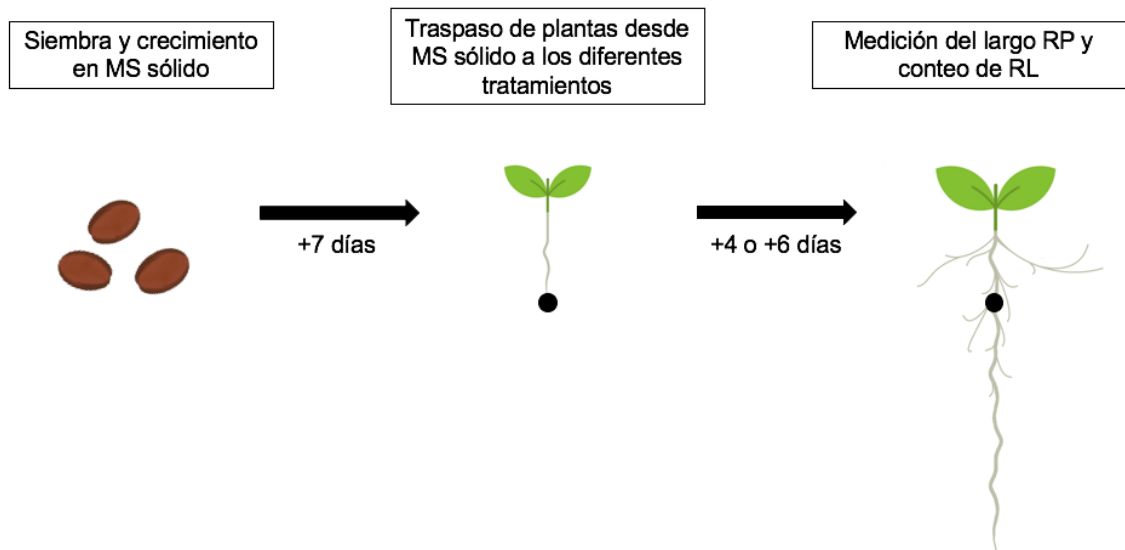 Siembra y crecimiento
en MS sólido
Traspaso de plantas desde
MS sólido a los diferentes
tratamientos
Medición del largo RP y
conteo de RL
+7 días
+4 o +6 días